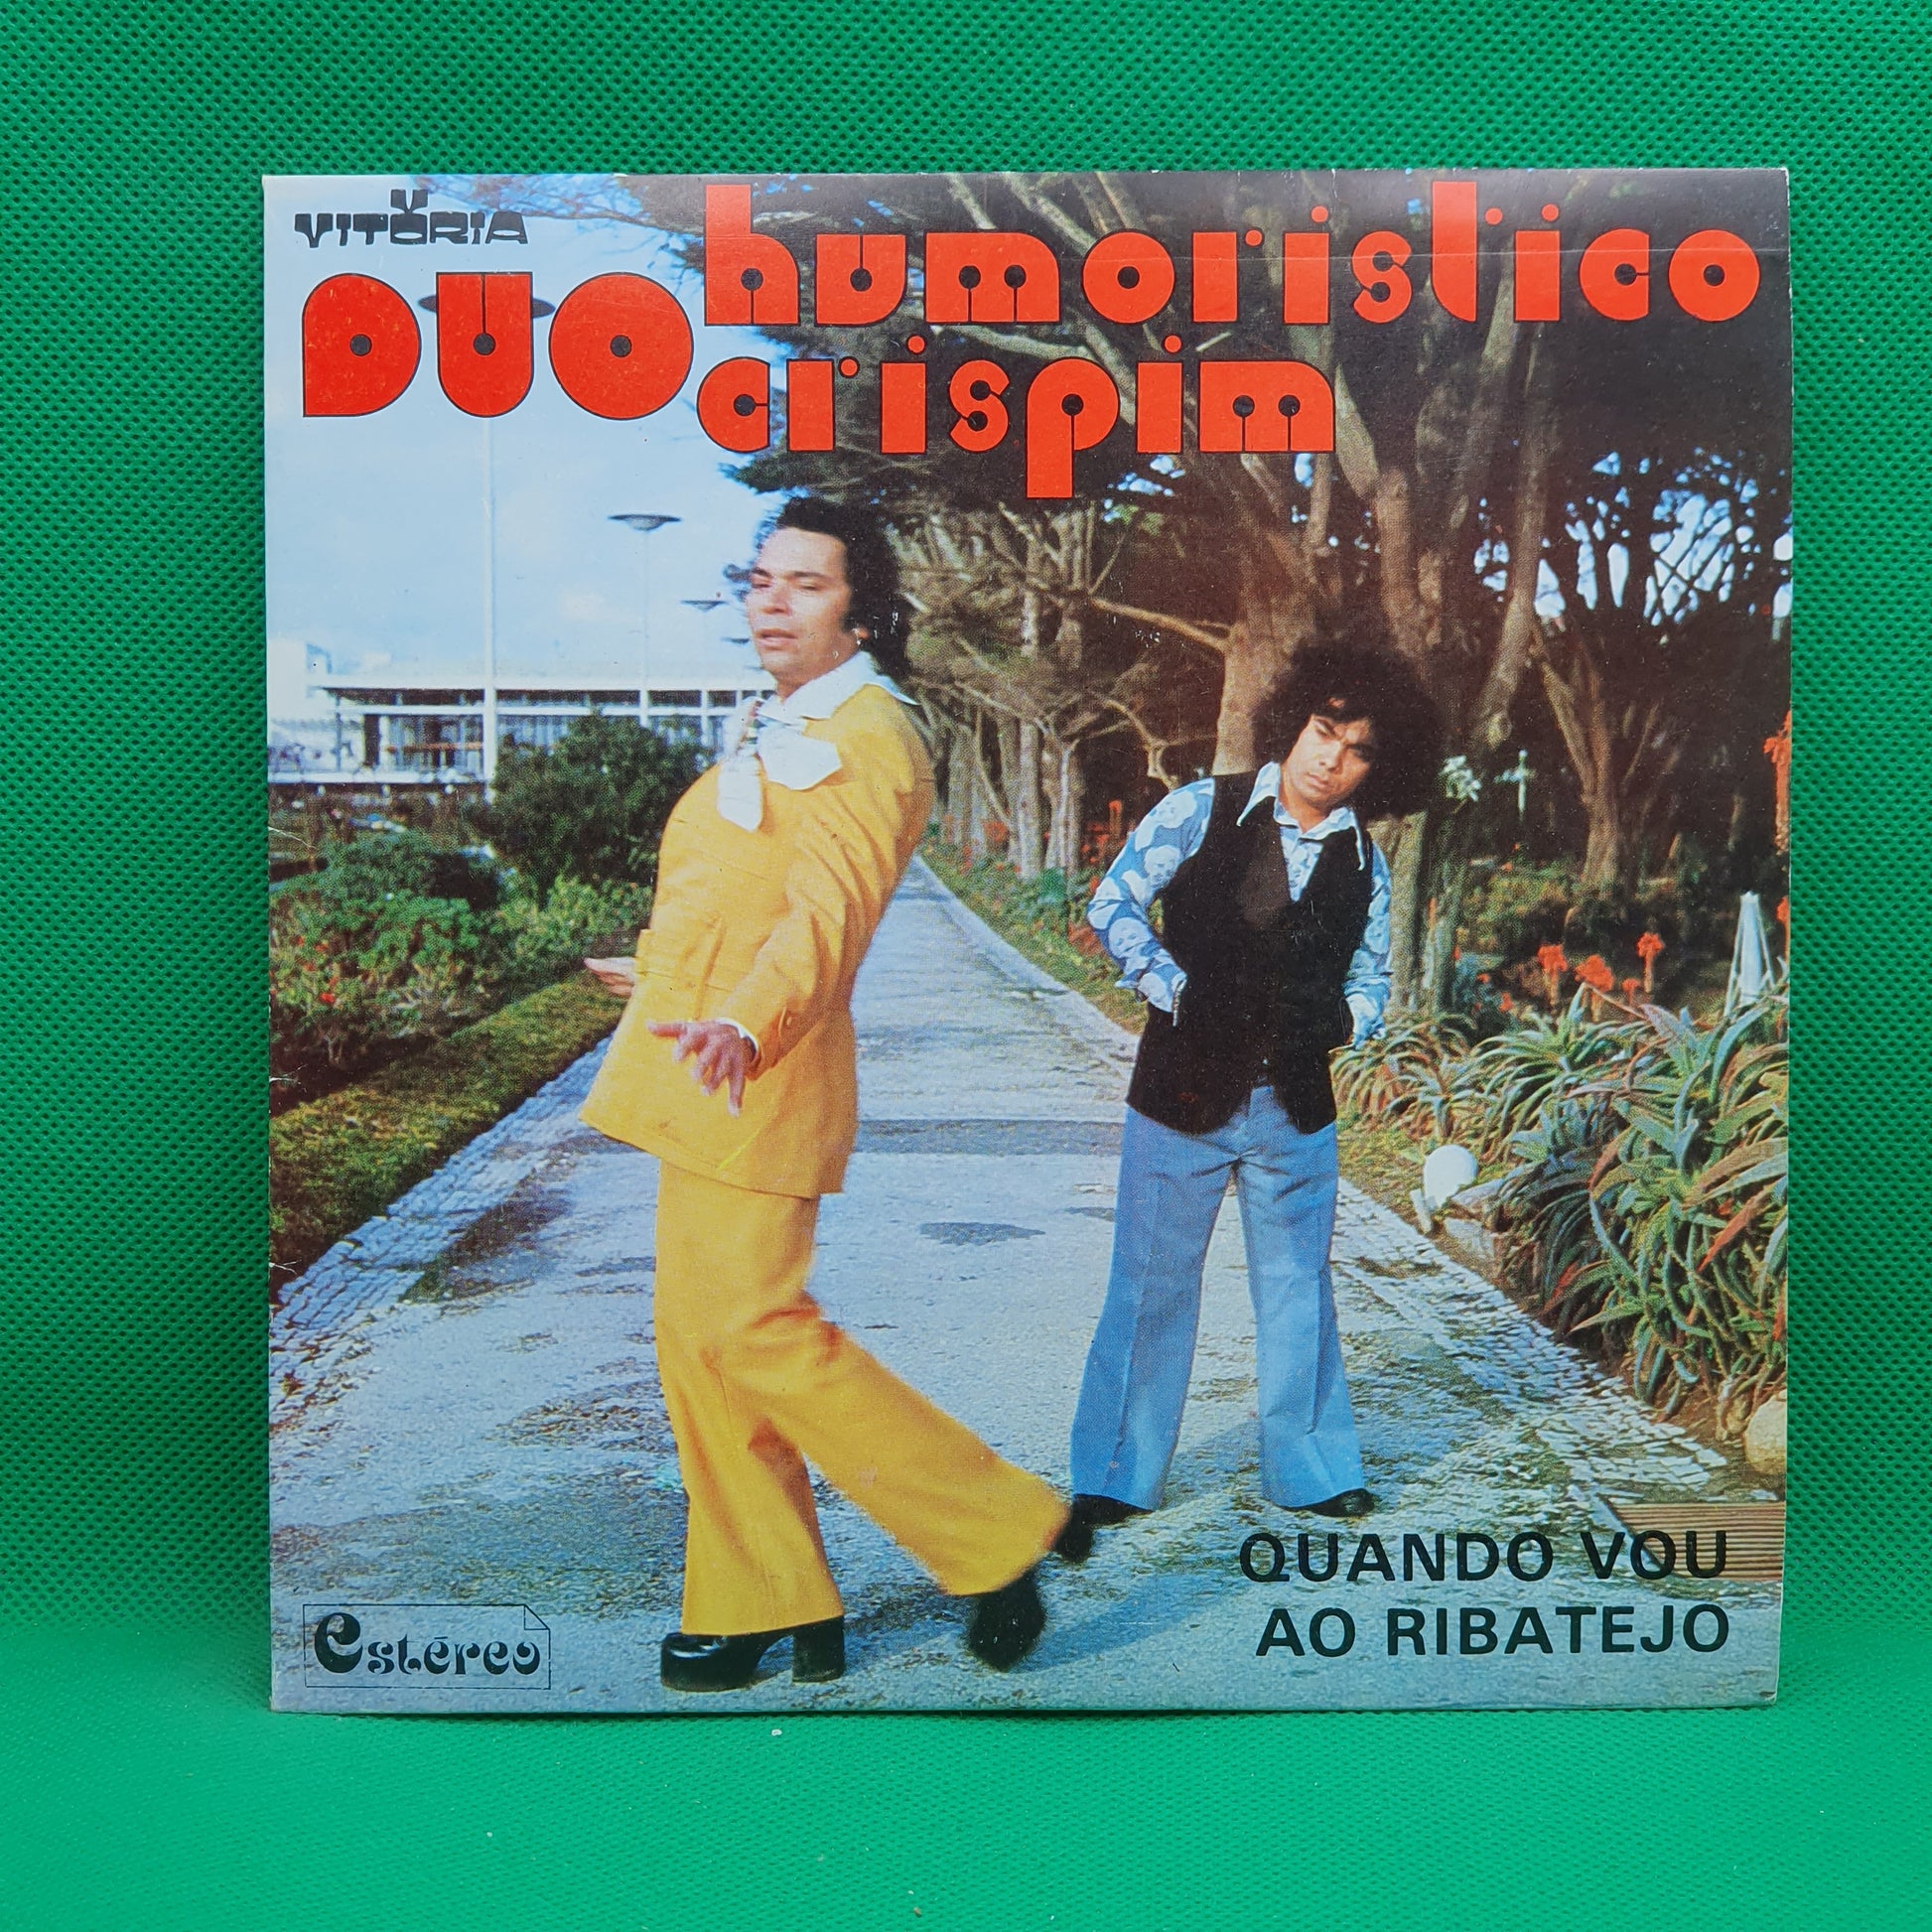 VITÓRIA
DUO humoristico
crispim
QUANDO VOU
AO RIBATEJO
estéreo